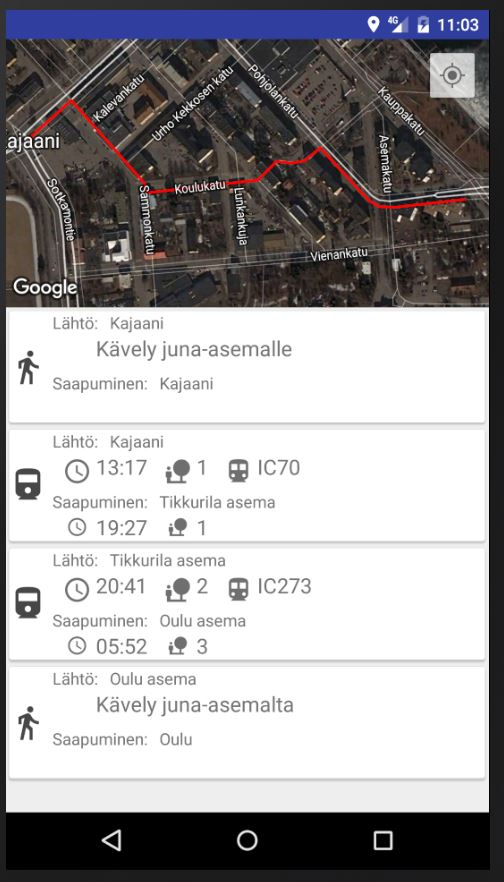 4G 11:03
Kalevankatu
Urho Kekkosen katu
Pohjolankatu
Kauppakatu
ajaani
Asemakatu
Sotkamontie
Sammonkatu
Koulukatu
Lunkankuja
Vienankatu
Google
Lähtö: Kajaani
Kävely juna-asemalle
Saapuminen: Kajaani
Lähtö: Kajaani
13:17 1 IC70
Saapuminen: Tikkurila asema
19:27 1
Lähtö: Tikkurila asema
20:41 2 IC273
Saapuminen: Oulu asema
05:52 3
Lähtö: Oulu asema
Kävely juna-asemalta
Saapuminen: Oulu